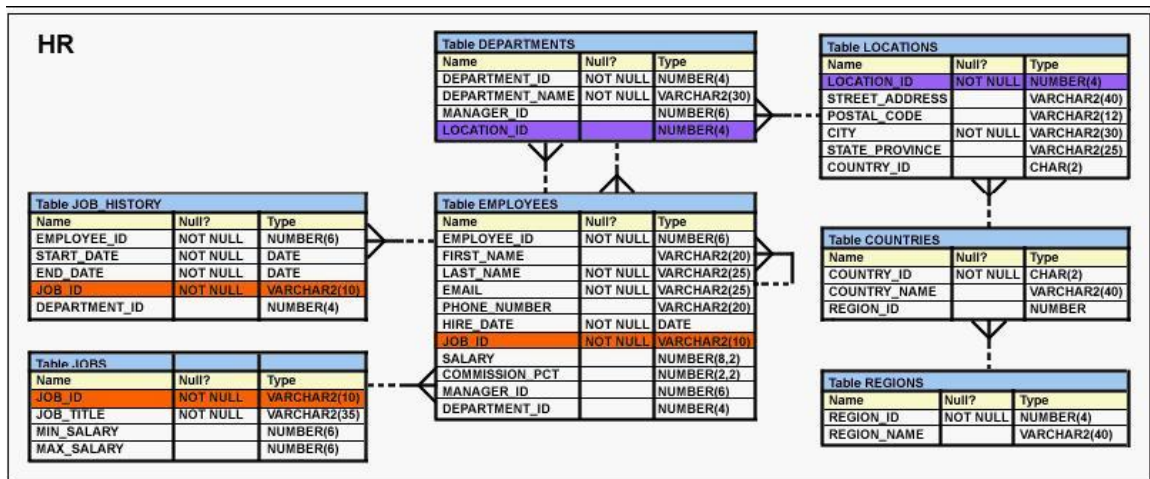 HR
Table DEPARTMENTS
Name Null? Type
DEPARTMENT_ID NOT NULL NUMBER(4)
DEPARTMENT_NAME NOT NULL VARCHAR2(30)
MANAGER_ID NUMBER(6)
LOCATION_ID NUMBER(4)
Table LOCATIONS
Name Null? Type
LOCATION_ID NOT NULL NUMBER(4)
STREET_ADDRESS VARCHAR2(40)
POSTAL_CODE VARCHAR2(12)
CITY NOT NULL VARCHAR2(30)
STATE_PROVINCE VARCHAR2(25)
COUNTRY_ID CHAR(2)
Table JOB_HISTORY
Name Null? Type
EMPLOYEE_ID NOT NULL NUMBER(6)
START_DATE NOT NULL DATE
END_DATE NOT NULL DATE
JOB_ID NOT NULL VARCHAR2(10)
DEPARTMENT_ID NUMBER(4)
Table EMPLOYEES
Name Null? Type
EMPLOYEE_ID NOT NULL NUMBER(6)
FIRST_NAME VARCHAR2(20)
LAST_NAME NOT NULL VARCHAR2(25)
EMAIL NOT NULL VARCHAR2(25)
PHONE_NUMBER VARCHAR2(20)
HIRE_DATE NOT NULL DATE
JOB_ID NOT NULL VARCHAR2(10)
SALARY NUMBER(8,2)
COMMISSION_PCT NUMBER(2,2)
MANAGER_ID NUMBER(6)
DEPARTMENT_ID NUMBER(4)
Table COUNTRIES
Name Null? Type
COUNTRY_ID NOT NULL CHAR(2)
COUNTRY_NAME VARCHAR2(40)
REGION_ID NUMBER
Table JOBS
Name Null? Type
JOB_ID NOT NULL VARCHAR2(10)
JOB_TITLE NOT NULL VARCHAR2(35)
MIN_SALARY NUMBER(6)
MAX_SALARY NUMBER(6)
Table REGIONS
Name Null? Type
REGION_ID NOT NULL NUMBER(4)
REGION_NAME VARCHAR2(40)